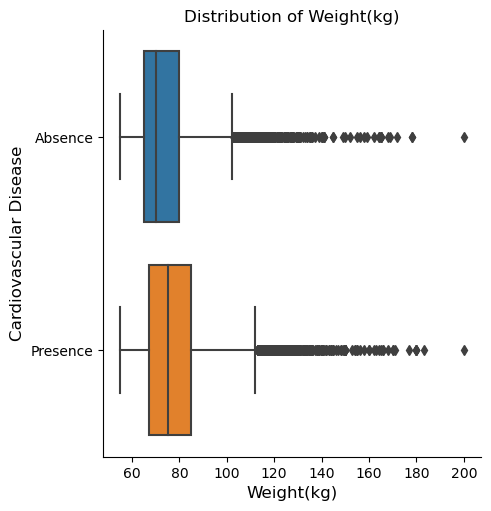 Distribution of Weight(kg)
Cardiovascular Disease
Absence
Presence
60 80 100 120 140 160 180 200
Weight(kg)